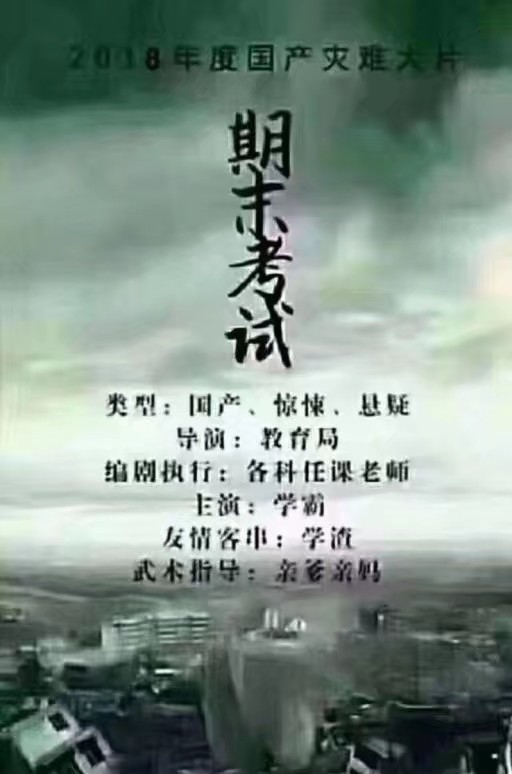 2018年度国产灾难大片
期末考试
类型：国产、惊悚、悬疑
导演：教育局
编剧执行：各科任课老师
主演：学霸
友情客串：学渣
武术指导：亲爹亲妈